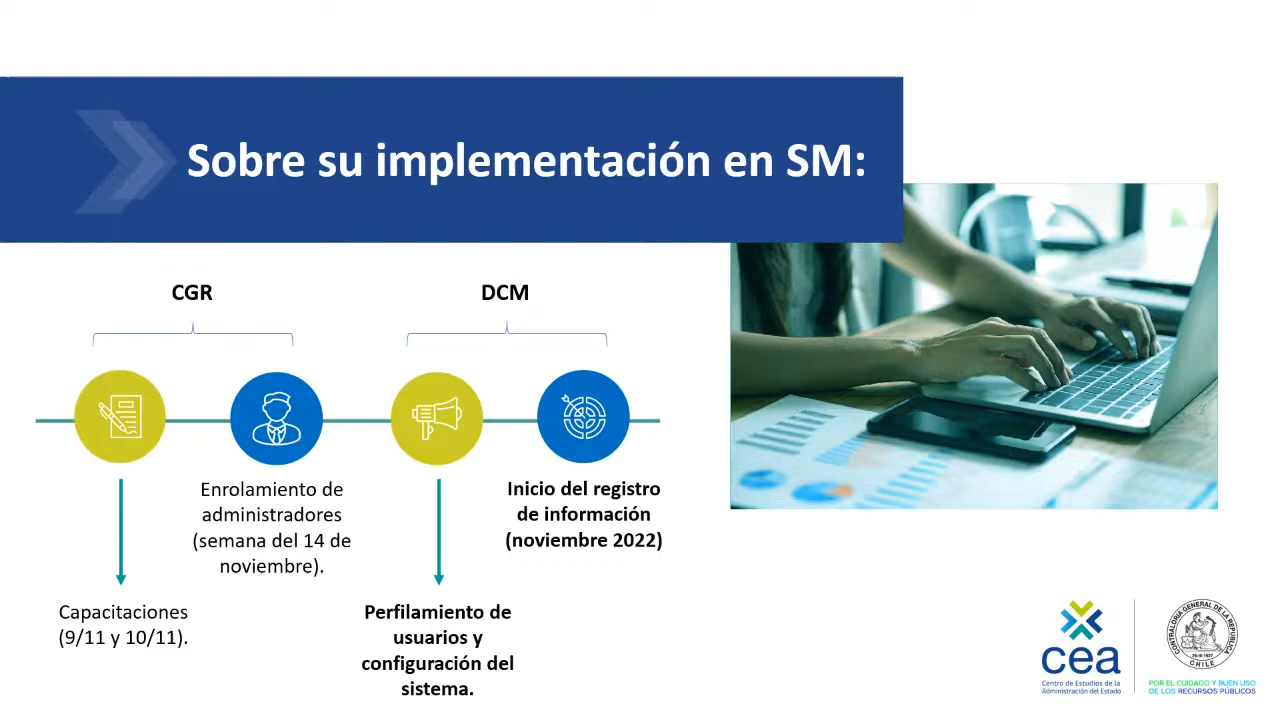 Sobre su implementación en SM:
CGR
DCM
Enrolamiento de
administradores
(semana del 14 de
noviembre).
Inicio del registro
de información
(noviembre 2022)
Capacitaciones
(9/11 y 10/11).
Perfilamiento de
usuarios y
configuración del
sistema.
cea
Centro de Estudios de la
Administración del Estado
CONTRALORIA GENERAL DE LA REPUBLICA
CHILE
POR EL CUIDADO Y BUEN USO
DE LOS RECURSOS PÚBLICOS